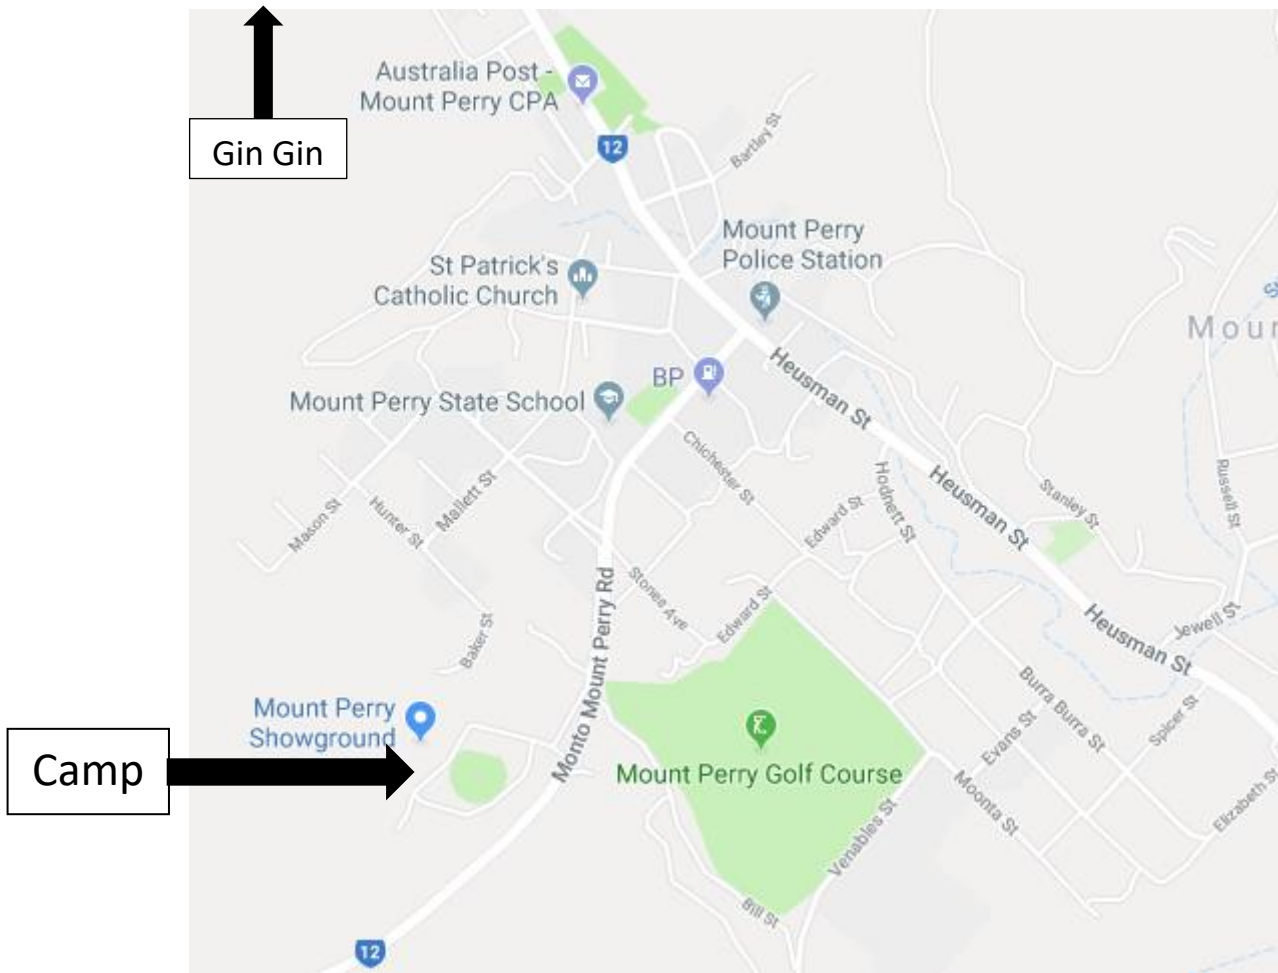 Australia Post -
Mount Perry CPA
Gin Gin
12
Bartley St
Mount Perry
Police Station
St Patrick's
Catholic Church
Mour
BP
Heusman St
Mount Perry State School
Chichester St
Hodnett St
Heusman St
Stanley St
Russell St
Mason St
Hunter St
Mallett St
Edward St
Stones Ave
Edward St
Monto Mount Perry Rd
Baker St
Heusman St
Jewell St
Burra Burra St
Spicer St
Evans St
Mount Perry
Showground
Camp
Mount Perry Golf Course
Moonta St
Elizabeth St
Venables St
Bill St
12